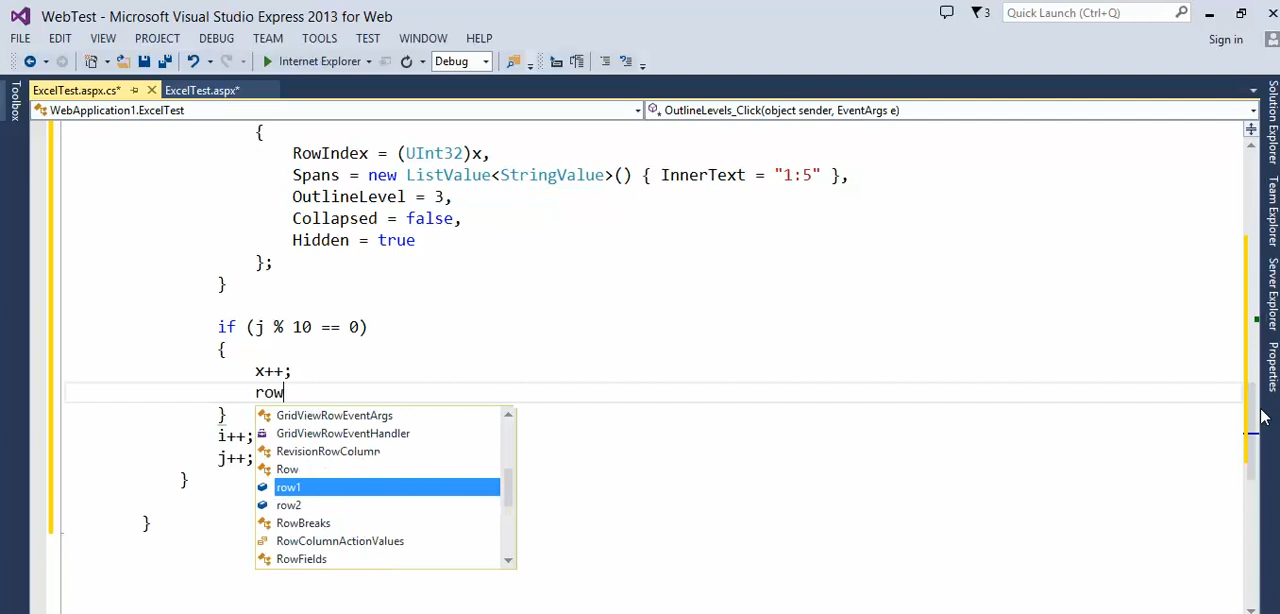 WebTest - Microsoft Visual Studio Express 2013 for Web
3
Quick Launch (Ctrl+Q)
FILE EDIT VIEW PROJECT DEBUG TEAM TOOLS TEST WINDOW HELP
Sign in
Internet Explorer Debug
ExcelTest.aspx.cs* ExcelTest.aspx*
WebApplication1.ExcelTest OutlineLevels_Click(object sender, EventArgs e)
Toolbox
Solution Explorer
Team Explorer
Server Explorer
Properties
{
RowIndex = (UInt32)x,
Spans = new ListValue<StringValue>() { InnerText = "1:5" },
OutlineLevel = 3,
Collapsed = false,
Hidden = true
};
}
if (j % 10 == 0)
{
x++;
row
}
i++;
j++;
}
}
GridViewRowEventArgs
GridViewRowEventHandler
RevisionRowColumn
Row
row1
row2
RowBreaks
RowColumnActionValues
RowFields